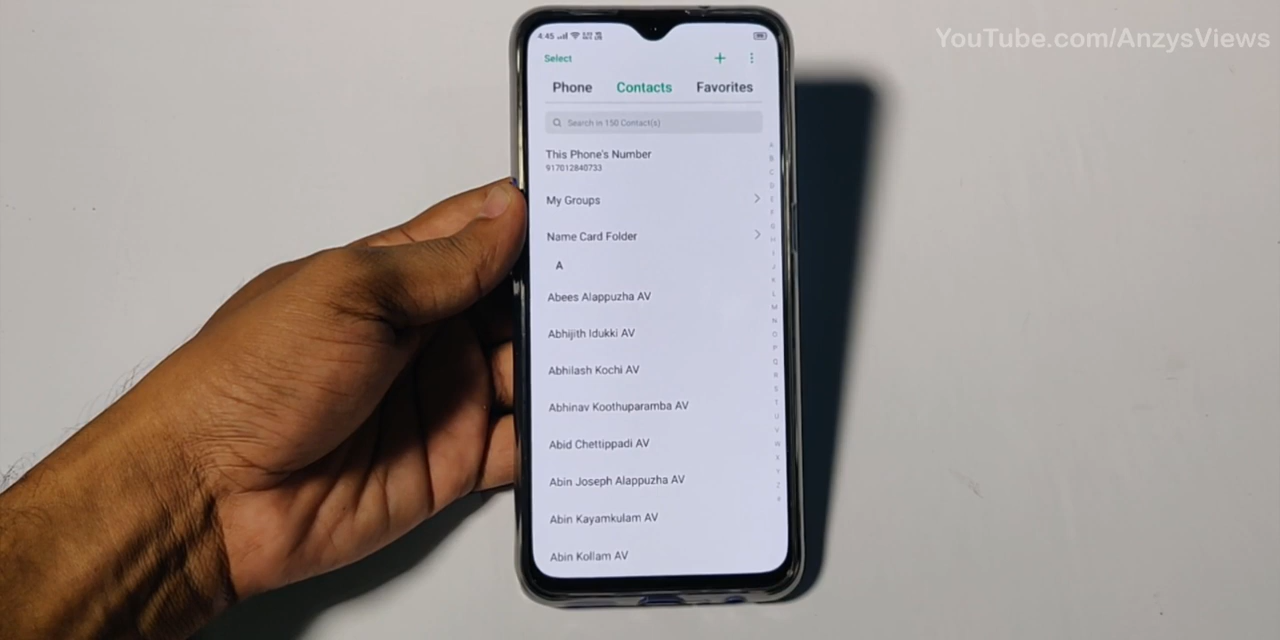 YouTube.com/AnzysViews
4:45
Select
Phone Contacts Favorites
Search in 150 Contact(s)
This Phone's Number
917012840733
My Groups
Name Card Folder
A
Abees Alappuzha AV
Abhijith Idukki AV
Abhilash Kochi AV
Abhinav Koothuparamba AV
Abid Chettippadi AV
Abin Joseph Alappuzha AV
Abin Kayamkulam AV
Abin Kollam AV